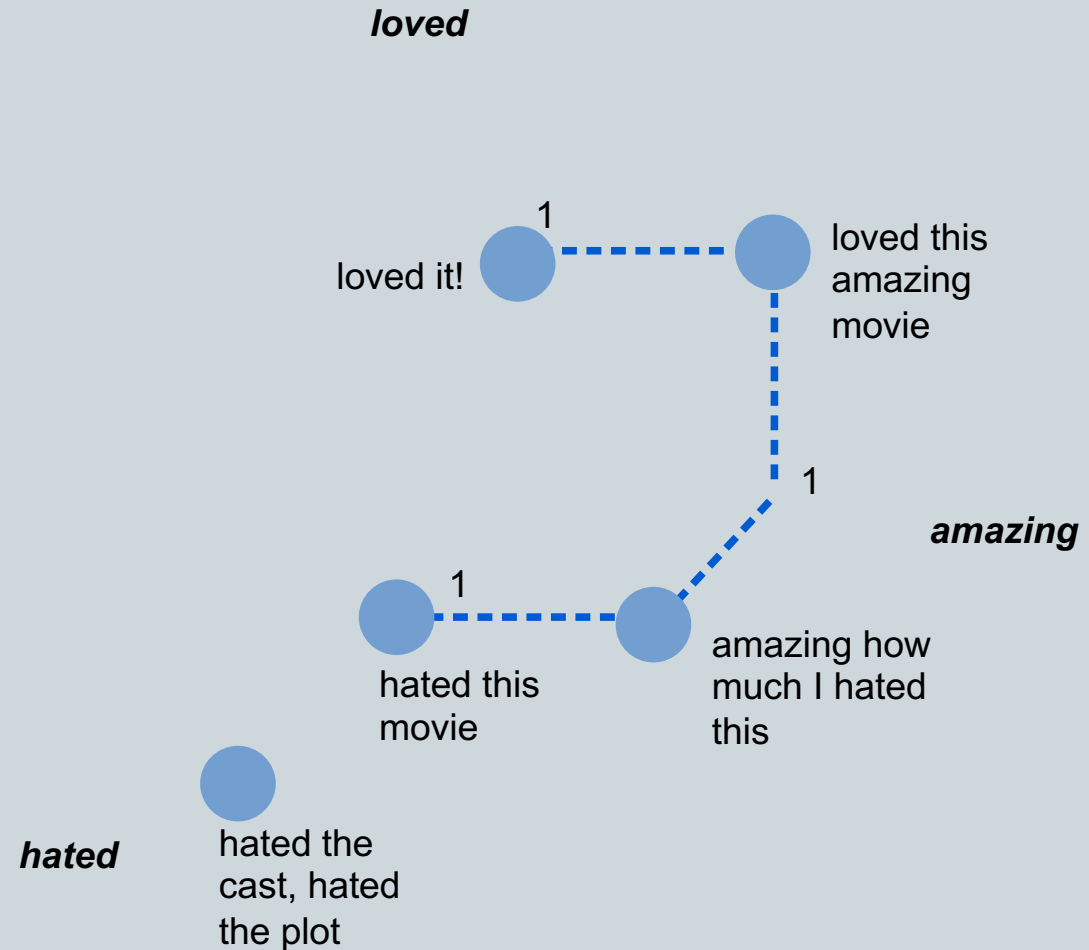 loved
1
loved it!
loved this
amazing
movie
1
amazing
1
hated this
movie
amazing how
much I hated
this
hated
hated the
cast, hated
the plot